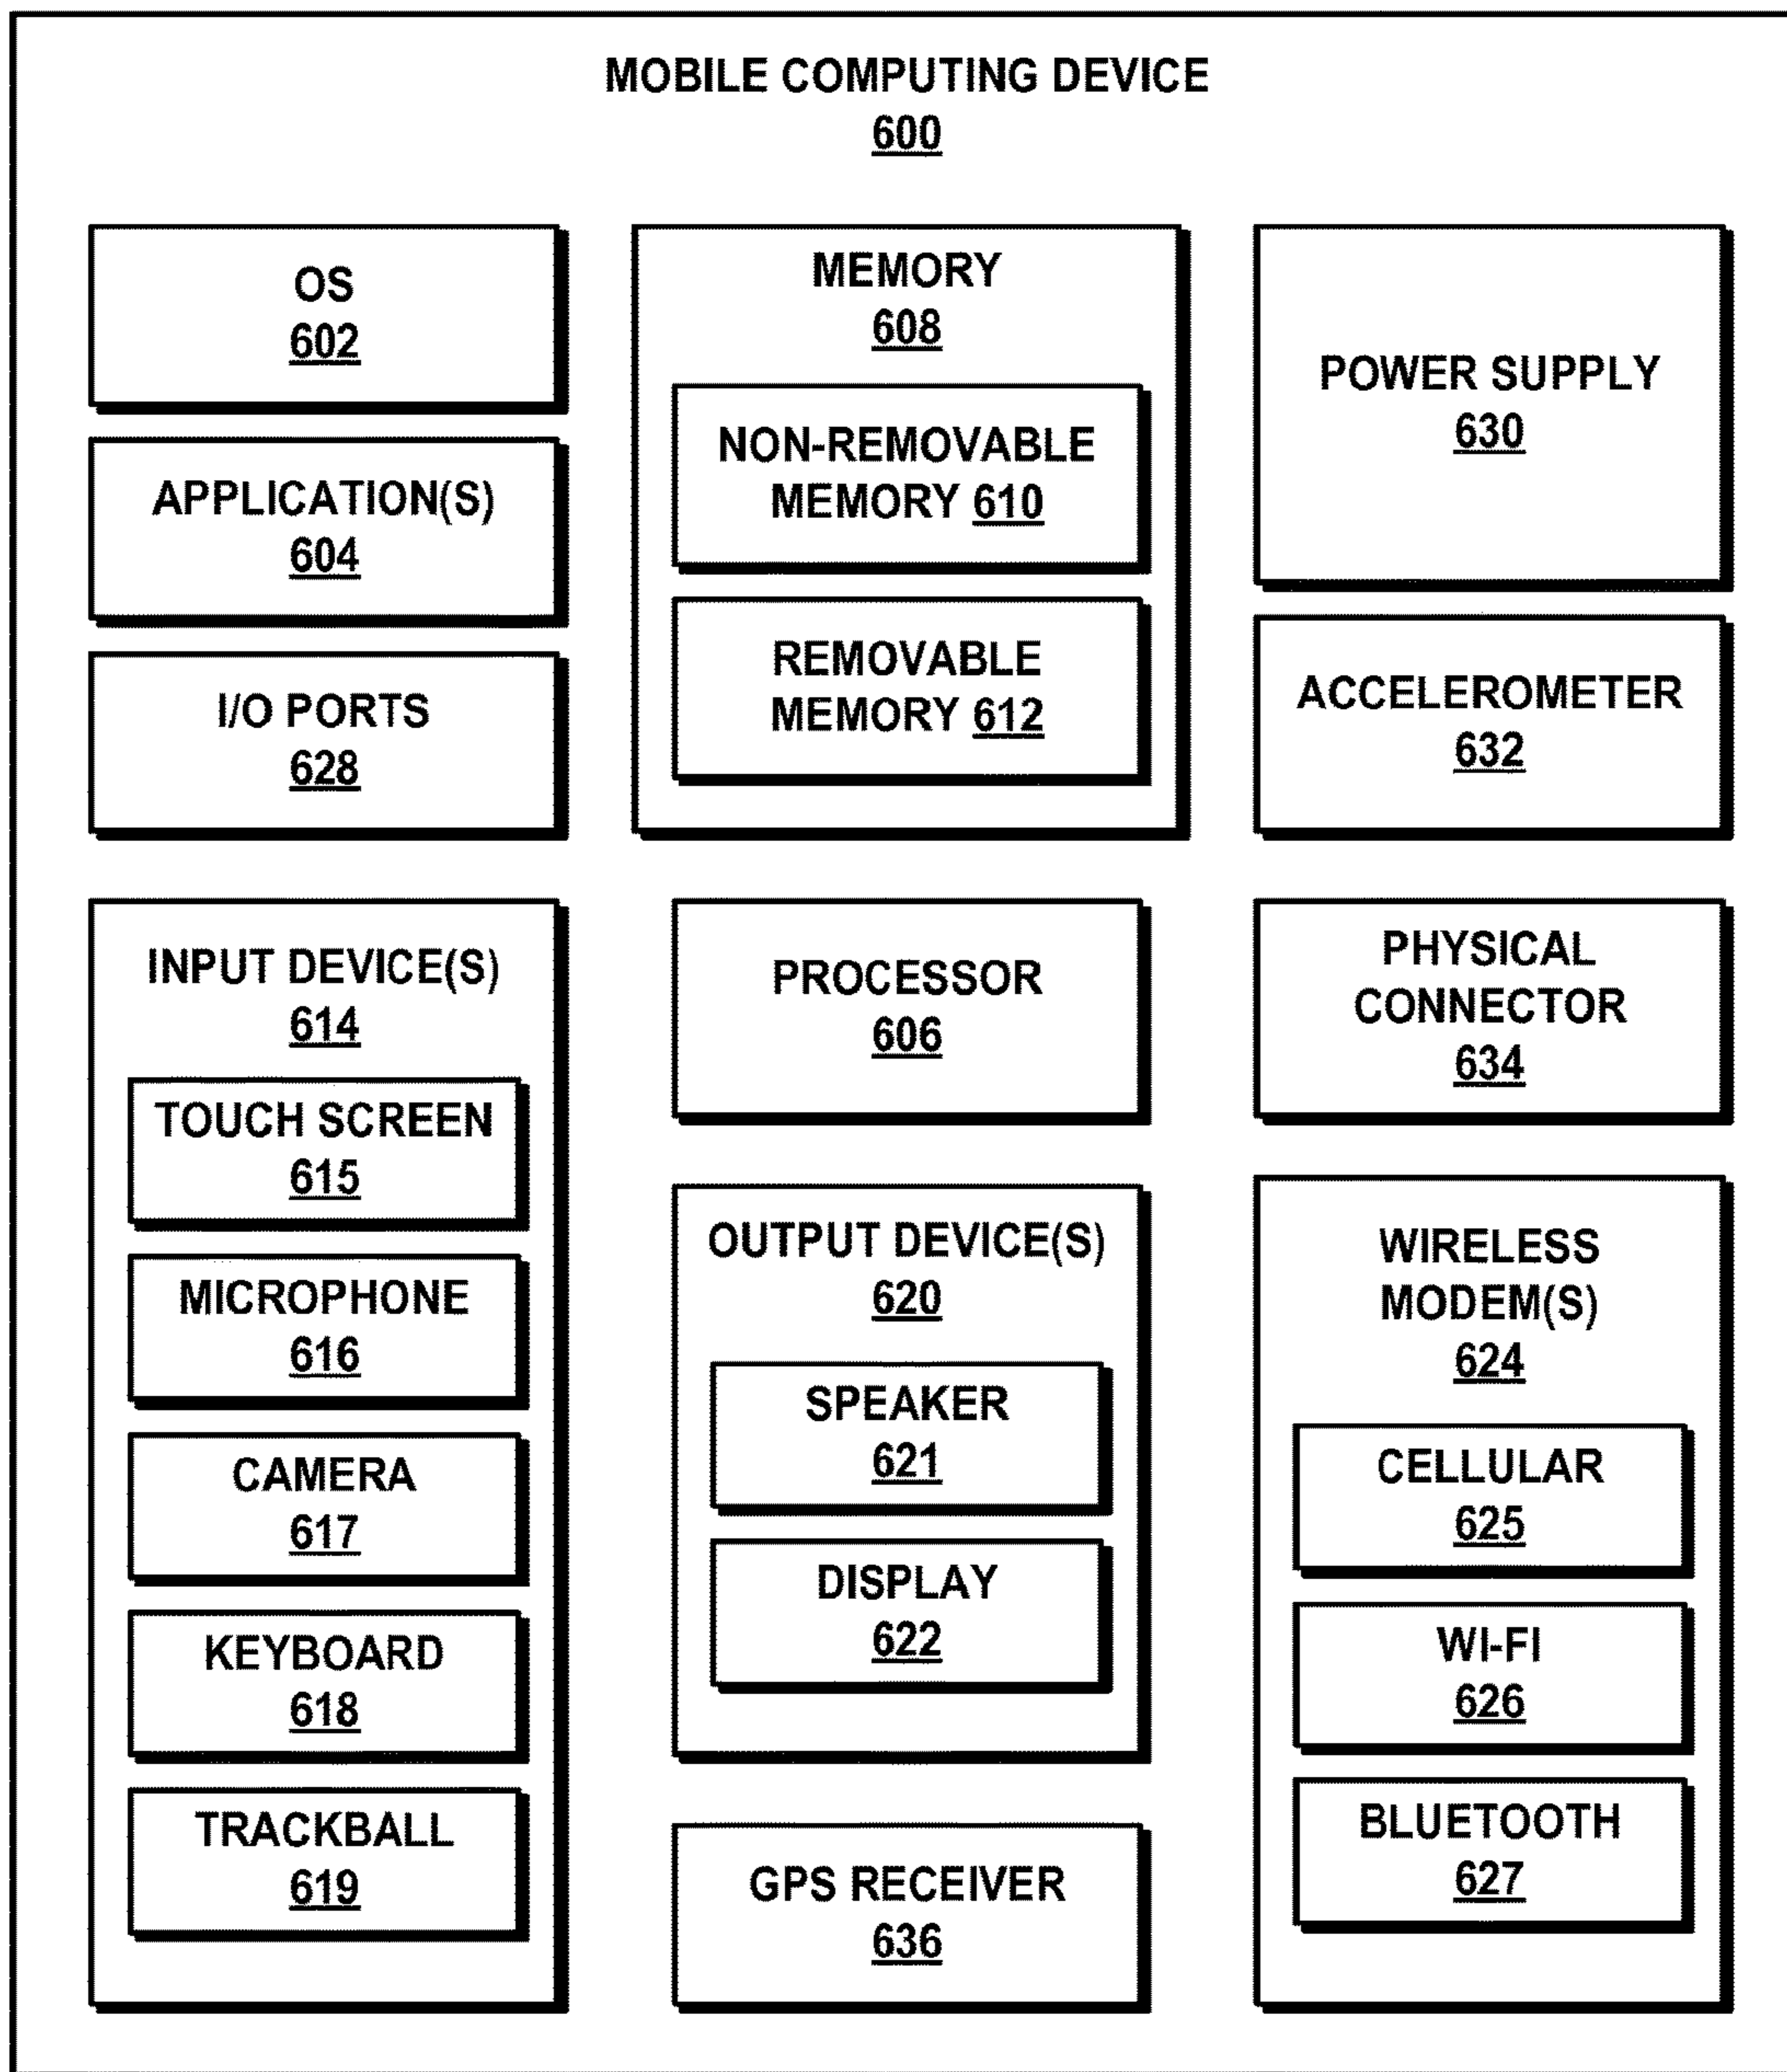 MOBILE COMPUTING DEVICE
600
OS
602
APPLICATION(S)
604
I/O PORTS
628
MEMORY
608
NON-REMOVABLE
MEMORY 610
REMOVABLE
MEMORY 612
POWER SUPPLY
630
ACCELEROMETER
632
INPUT DEVICE(S)
614
TOUCH SCREEN
615
MICROPHONE
616
CAMERA
617
KEYBOARD
618
TRACKBALL
619
PROCESSOR
606
OUTPUT DEVICE(S)
620
SPEAKER
621
DISPLAY
622
GPS RECEIVER
636
PHYSICAL
CONNECTOR
634
WIRELESS
MODEM(S)
624
CELLULAR
625
WI-FI
626
BLUETOOTH
627